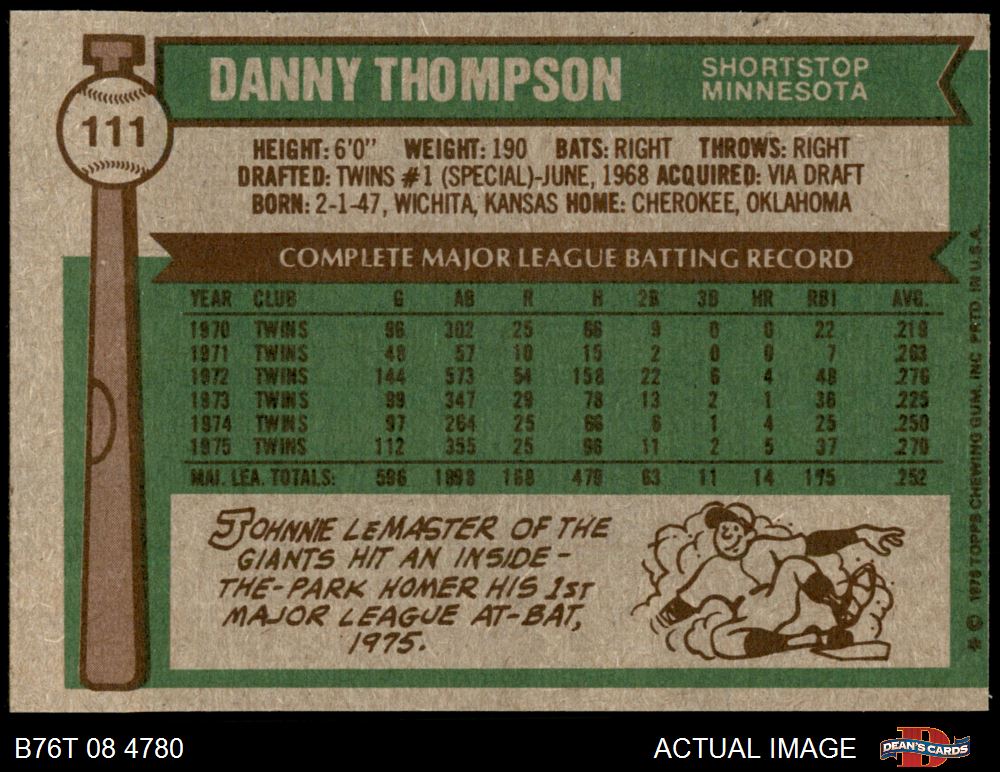 111
DANNY THOMPSON
SHORTSTOP
MINNESOTA
HEIGHT: 6'0" WEIGHT: 190 BATS: RIGHT THROWS: RIGHT
DRAFTED: TWINS #1 (SPECIAL)-JUNE, 1968 ACQUIRED: VIA DRAFT
BORN: 2-1-47, WICHITA, KANSAS HOME: CHEROKEE, OKLAHOMA
COMPLETE MAJOR LEAGUE BATTING RECORD
YEAR CLUB G AB R H 2B 3B HR RBI AVG.
1970 TWINS 96 302 25 66 9 0 0 22 .219
1971 TWINS 48 57 10 15 2 0 0 7 .263
1972 TWINS 144 573 54 158 22 6 4 48 .276
1973 TWINS 99 347 29 78 13 2 1 36 .225
1974 TWINS 97 264 25 66 6 1 4 25 .250
1975 TWINS 112 355 25 96 11 2 5 37 .270
MAJ. LEA. TOTALS: 596 1898 168 479 63 11 14 175 .252
JOHNNIE LEMASTER OF THE
GIANTS HIT AN INSIDE-
THE-PARK HOMER HIS 1ST
MAJOR LEAGUE AT-BAT,
1975.
© 1976 TOPPS CHEWING GUM, INC. PRTD. IN U.S.A.
B76T 08 4780
ACTUAL IMAGE
D
DEAN'S CARDS